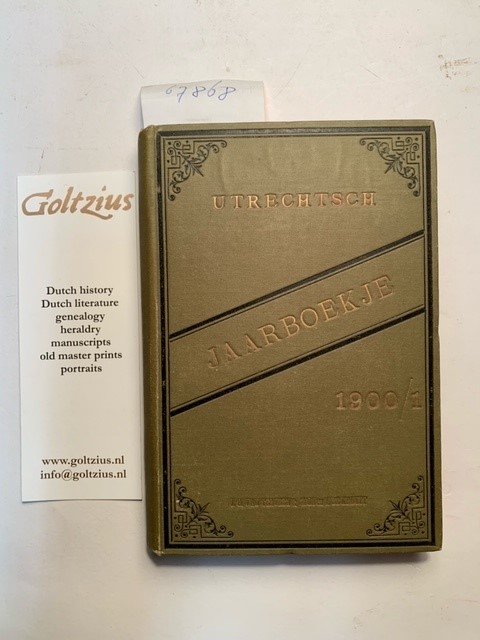 67868
Goltzius
Dutch history
Dutch literature
genealogy
heraldry
manuscripts
old master prints
portraits
www.goltzius.nl
info@goltzius.nl
UTRECHTSCH
JAARBOEKJE
1900/1